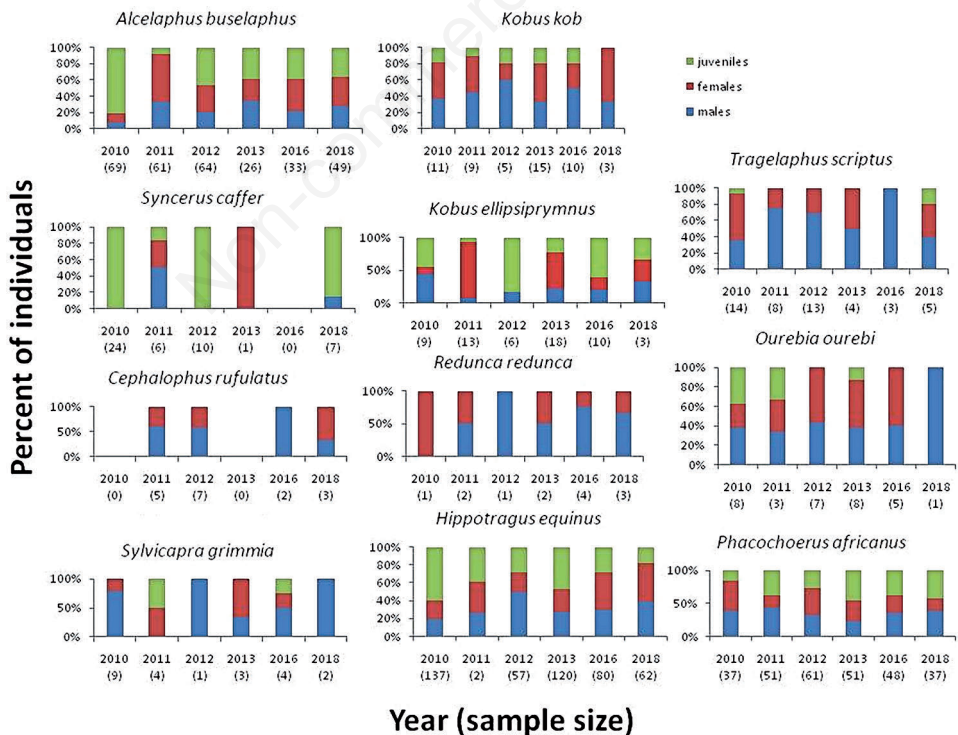 Alcelaphus buselaphus
100%
80%
60%
40%
20%
0%
2010 2011 2012 2013 2016 2018
(69) (61) (64) (26) (33) (49)
Kobus kob
100%
80%
60%
40%
20%
0%
2010 2011 2012 2013 2016 2018
(11) (9) (5) (15) (10) (3)
juveniles
females
males
Syncerus caffer
100%
80%
60%
40%
20%
0%
2010 2011 2012 2013 2016 2018
(24) (6) (10) (1) (0) (7)
Kobus ellipsiprymnus
100%
50%
0%
2010 2011 2012 2013 2016 2018
(9) (13) (6) (18) (10) (3)
Tragelaphus scriptus
100%
80%
60%
40%
20%
0%
2010 2011 2012 2013 2016 2018
(14) (8) (13) (4) (3) (5)
Cephalophus rufulatus
100%
50%
0%
2010 2011 2012 2013 2016 2018
(0) (5) (7) (0) (2) (3)
Redunca redunca
100%
50%
0%
2010 2011 2012 2013 2016 2018
(1) (2) (1) (2) (4) (3)
Ourebia ourebi
100%
80%
60%
40%
20%
0%
2010 2011 2012 2013 2016 2018
(8) (3) (7) (8) (5) (1)
Sylvicapra grimmia
100%
50%
0%
2010 2011 2012 2013 2016 2018
(9) (4) (1) (3) (4) (2)
Hippotragus equinus
100%
80%
60%
40%
20%
0%
2010 2011 2012 2013 2016 2018
(137) (2) (57) (120) (80) (62)
Phacochoerus africanus
100%
50%
0%
2010 2011 2012 2013 2016 2018
(37) (51) (61) (51) (48) (37)
Percent of individuals
Year (sample size)
Non-commerc